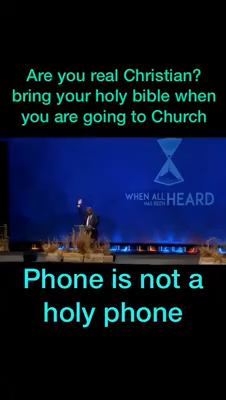 Are you real Christian?
bring your holy bible when
you are going to Church
WHEN ALL
HAS BEEN
HEARD
Phone is not a
holy phone